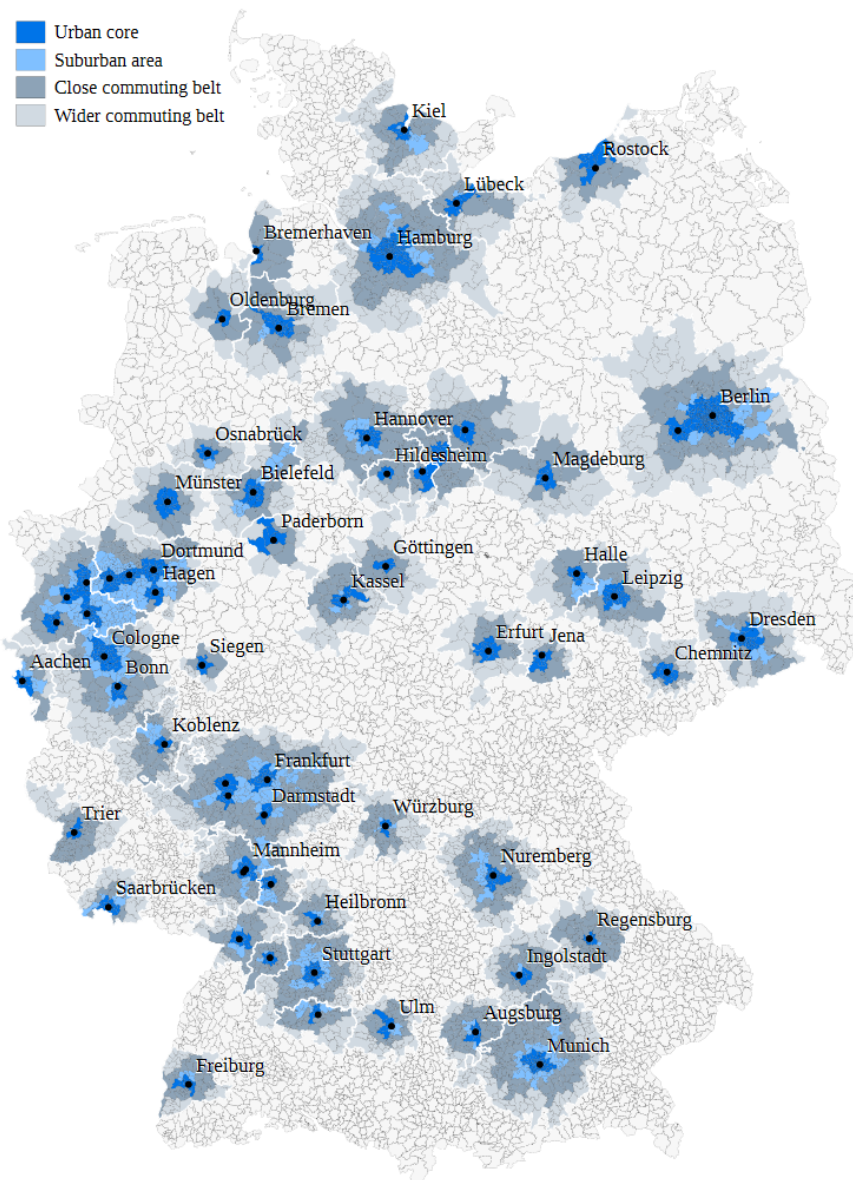 Urban core
Suburban area
Close commuting belt
Wider commuting belt
Kiel
Rostock
Lübeck
Bremerhaven
Hamburg
Oldenburg
Bremen
Berlin
Hannover
Osnabrück
Hildesheim
Magdeburg
Münster
Bielefeld
Paderborn
Dortmund
Göttingen
Halle
Hagen
Kassel
Leipzig
Dresden
Cologne
Erfurt
Jena
Siegen
Chemnitz
Aachen
Bonn
Koblenz
Frankfurt
Darmstadt
Würzburg
Trier
Mannheim
Nuremberg
Saarbrücken
Heilbronn
Regensburg
Stuttgart
Ingolstadt
Ulm
Augsburg
Munich
Freiburg